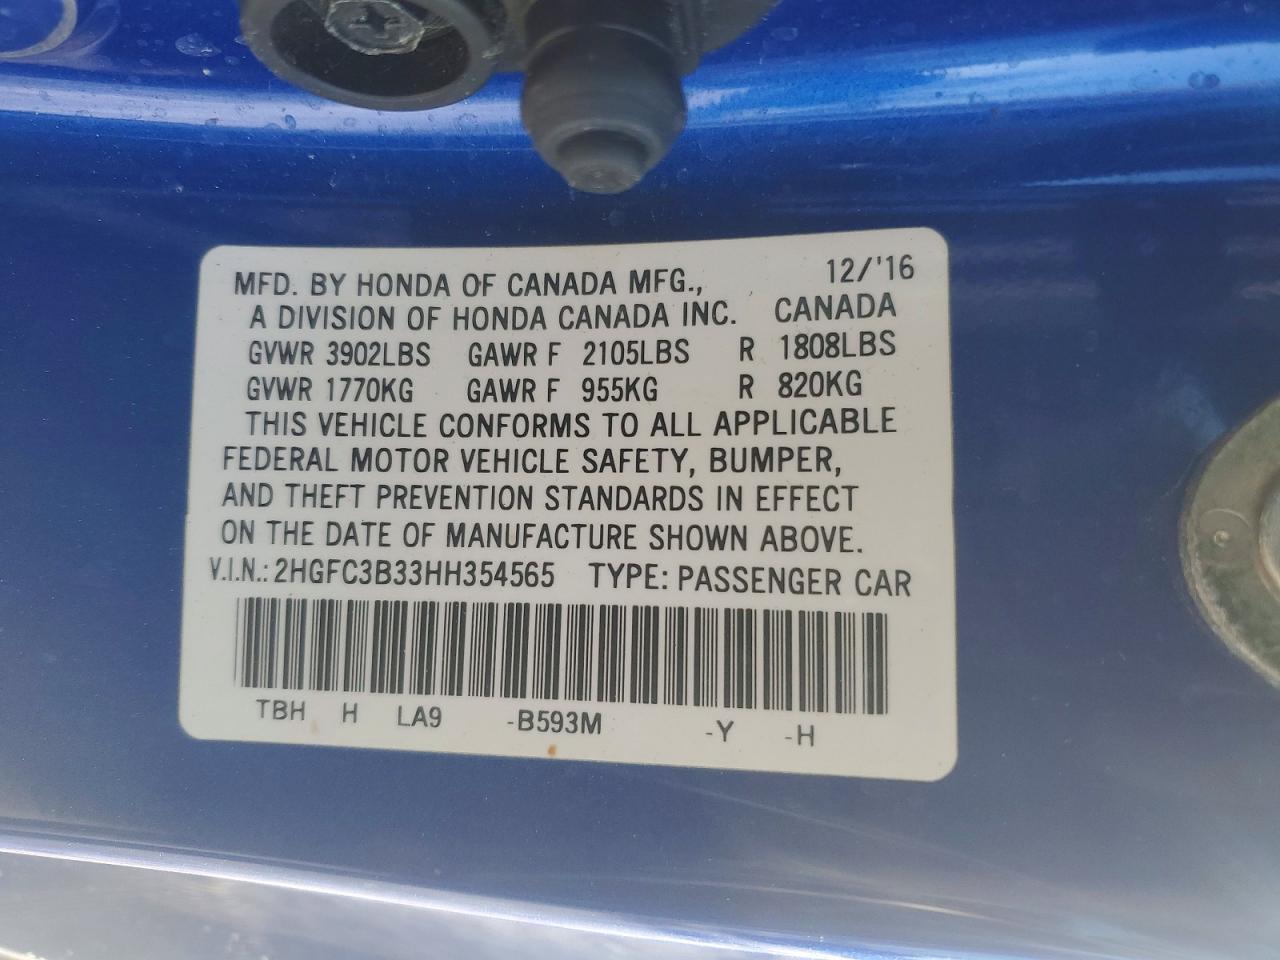 MFD. BY HONDA OF CANADA MFG., 12/'16
A DIVISION OF HONDA CANADA INC. CANADA
GVWR 3902LBS GAWR F 2105LBS R 1808LBS
GVWR 1770KG GAWR F 955KG R 820KG
THIS VEHICLE CONFORMS TO ALL APPLICABLE
FEDERAL MOTOR VEHICLE SAFETY, BUMPER,
AND THEFT PREVENTION STANDARDS IN EFFECT
ON THE DATE OF MANUFACTURE SHOWN ABOVE.
V.I.N.: 2HGFC3B33HH354565 TYPE: PASSENGER CAR
TBH H LA9 -B593M -Y -H